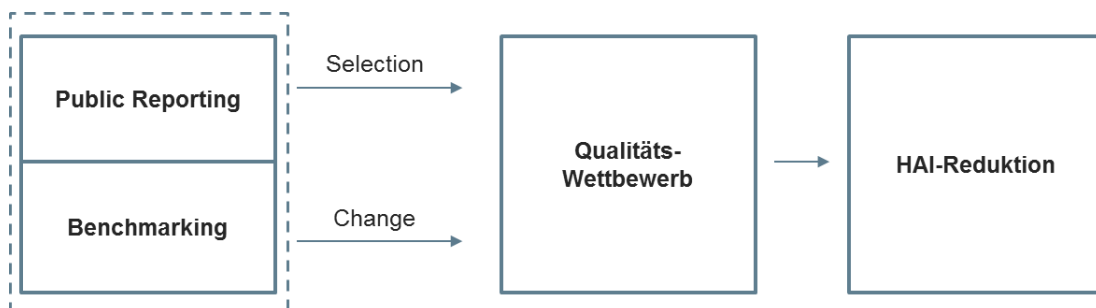 Public Reporting
Selection
Benchmarking
Change
Qualitäts-
Wettbewerb
HAI-Reduktion